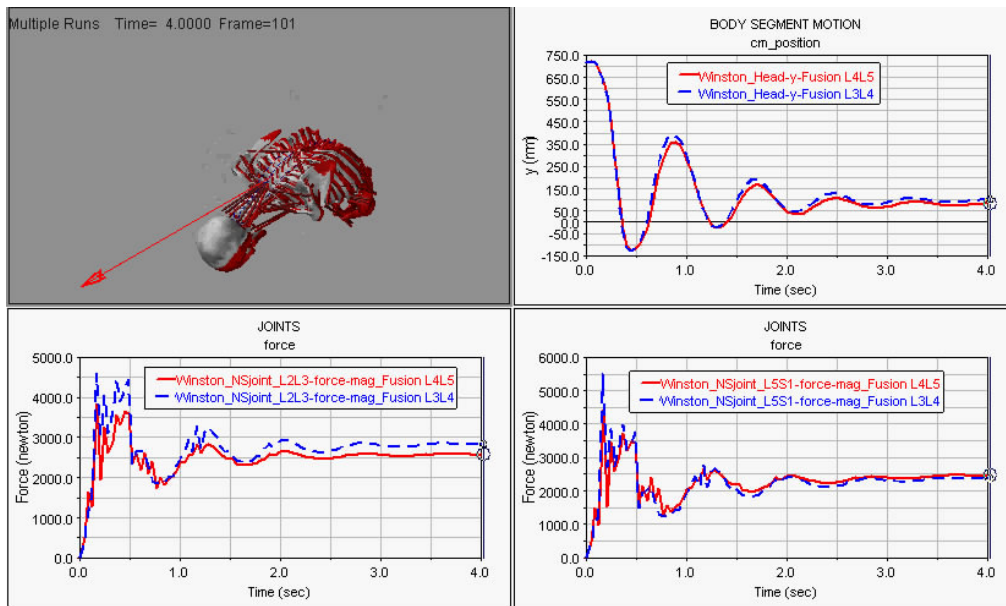 Multiple Runs Time= 4.0000 Frame=101
BODY SEGMENT MOTION
cm_position
Winston_Head-y-Fusion L4L5
Winston_Head-y-Fusion L3L4
y (mm)
750.0
650.0
550.0
450.0
350.0
250.0
150.0
50.0
0.0
-50.0
-150.0
0.0 1.0 2.0 3.0 4.0
Time (sec)
JOINTS
force
Winston_NSjoint_L2L3-force-mag_Fusion L4L5
Winston_NSjoint_L2L3-force-mag_Fusion L3L4
Force (newton)
5000.0
4000.0
3000.0
2000.0
1000.0
0.0
0.0 1.0 2.0 3.0 4.0
Time (sec)
JOINTS
force
Winston_NSjoint_L5S1-force-mag_Fusion L4L5
Winston_NSjoint_L5S1-force-mag_Fusion L3L4
Force (newton)
6000.0
5000.0
4000.0
3000.0
2000.0
1000.0
0.0
0.0 1.0 2.0 3.0 4.0
Time (sec)